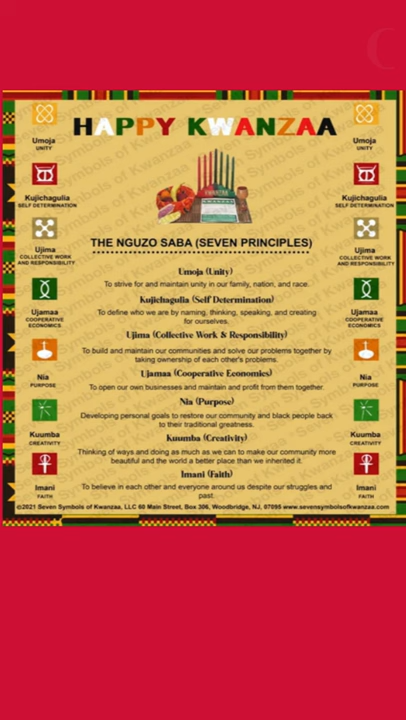 HAPPY KWANZAA
Umoja
UNITY
Kujichagulia
SELF DETERMINATION
Ujima
COLLECTIVE WORK
AND RESPONSIBILITY
Ujamaa
COOPERATIVE
ECONOMICS
Nia
PURPOSE
Kuumba
CREATIVITY
Imani
FAITH
THE NGUZO SABA (SEVEN PRINCIPLES)
Umoja (Unity)
To strive for and maintain unity in our family, nation, and race.
Kujichagulia (Self Determination)
To define who we are by naming, thinking, speaking, and creating
for ourselves.
Ujima (Collective Work & Responsibility)
To build and maintain our communities and solve our problems together by
taking ownership of each other's problems.
Ujamaa (Cooperative Economics)
To open our own businesses and maintain and profit from them together.
Nia (Purpose)
Developing personal goals to restore our community and black people back
to their traditional greatness.
Kuumba (Creativity)
Thinking of ways and doing as much as we can to make our community more
beautiful and the world a better place than we inherited it.
Imani (Faith)
To believe in each other and everyone around us despite our struggles and
past.
Umoja
UNITY
Kujichagulia
SELF DETERMINATION
Ujima
COLLECTIVE WORK
AND RESPONSIBILITY
Ujamaa
COOPERATIVE
ECONOMICS
Nia
PURPOSE
Kuumba
CREATIVITY
Imani
FAITH
©2021 Seven Symbols of Kwanzaa, LLC 60 Main Street, Box 306, Woodbridge, NJ, 07095 www.sevensymbolsofkwanzaa.com